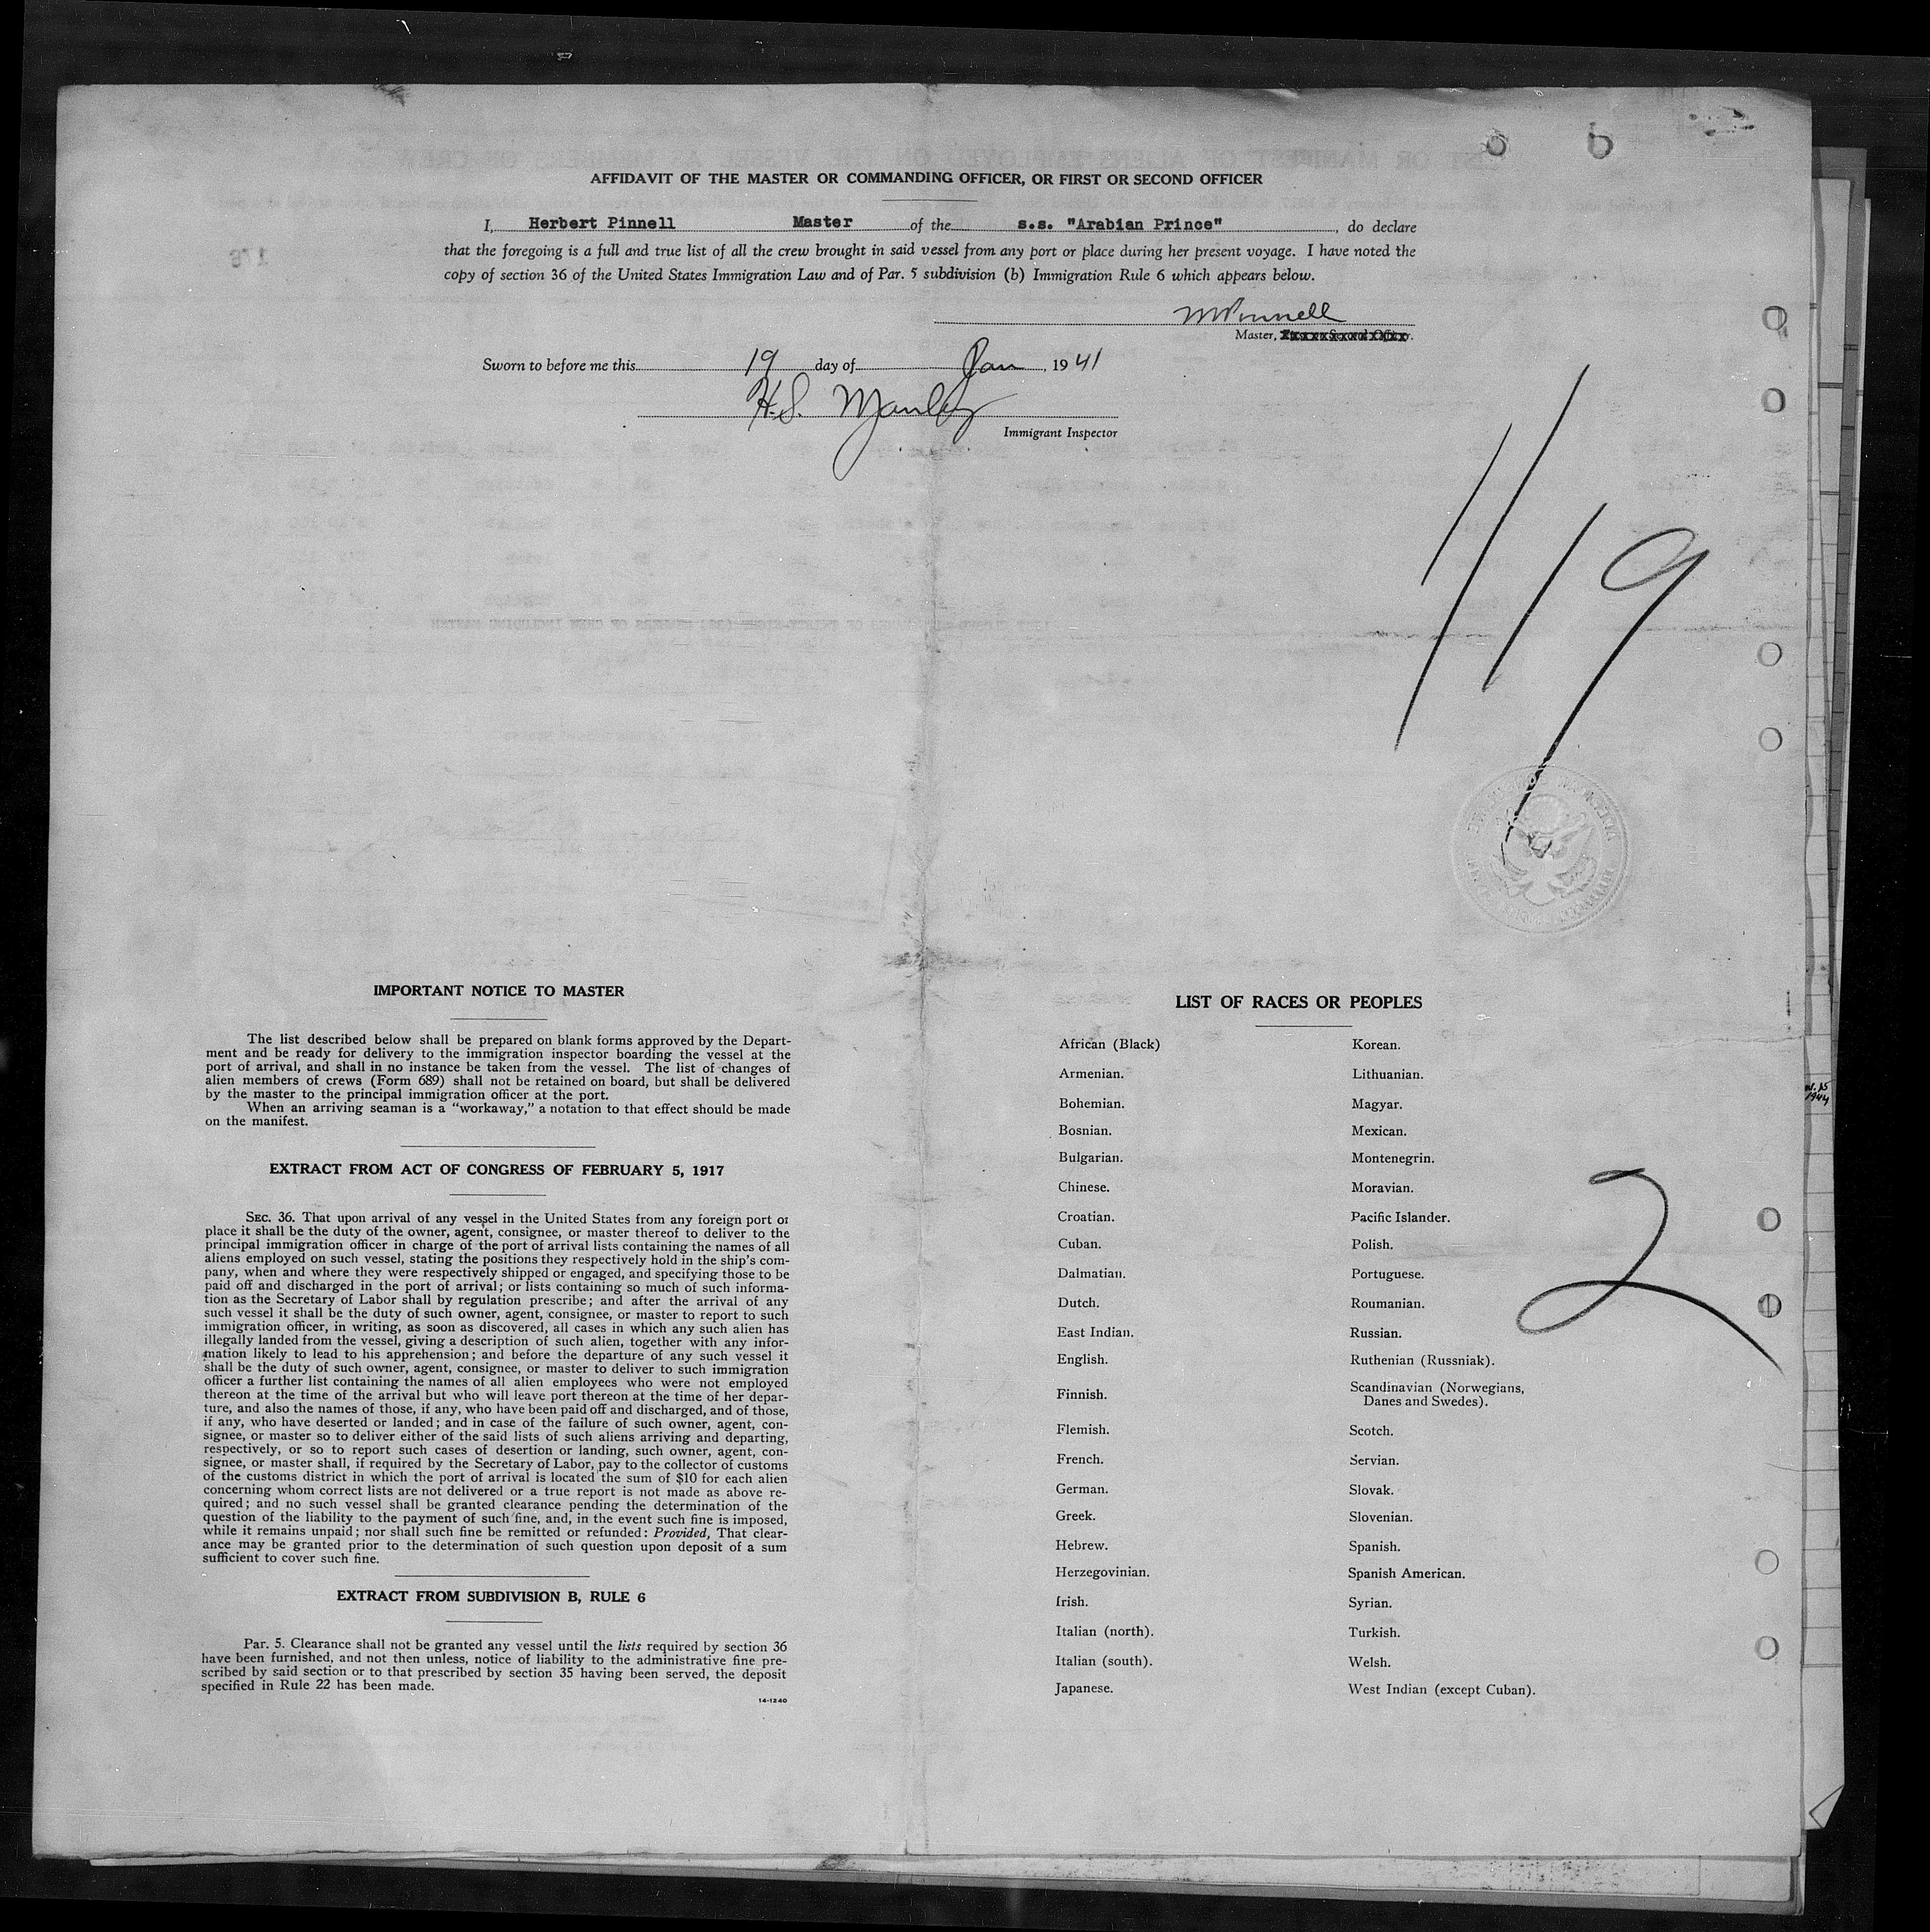 AFFIDAVIT OF THE MASTER OR COMMANDING OFFICER, OR FIRST OR SECOND OFFICER
I, Herbert Pinnell Master of the s.s. "Arabian Prince", do declare
that the foregoing is a full and true list of all the crew brought in said vessel from any port or place during her present voyage. I have noted the
copy of section 36 of the United States Immigration Law and of Par. 5 subdivision (b) Immigration Rule 6 which appears below.
Pinnell
Master,
Sworn to before me this 19 day of Jan, 1941
H.S. Manley
Immigrant Inspector
1/19
IMPORTANT NOTICE TO MASTER
The list described below shall be prepared on blank forms approved by the Depart-
ment and be ready for delivery to the immigration inspector boarding the vessel at the
port of arrival, and shall in no instance be taken from the vessel. The list of changes of
alien members of crews (Form 689) shall not be retained on board, but shall be delivered
by the master to the principal immigration officer at the port.
When an arriving seaman is a "workaway," a notation to that effect should be made
on the manifest.
EXTRACT FROM ACT OF CONGRESS OF FEBRUARY 5, 1917
SEC. 36. That upon arrival of any vessel in the United States from any foreign port or
place it shall be the duty of the owner, agent, consignee, or master thereof to deliver to the
principal immigration officer in charge of the port of arrival lists containing the names of all
aliens employed on such vessel, stating the positions they respectively hold in the ship's com-
pany, when and where they were respectively shipped or engaged, and specifying those to be
paid off and discharged in the port of arrival; or lists containing so much of such informa-
tion as the Secretary of Labor shall by regulation prescribe; and after the arrival of any
such vessel it shall be the duty of such owner, agent, consignee, or master to report to such
immigration officer, in writing, as soon as discovered, all cases in which any such alien has
illegally landed from the vessel, giving a description of such alien, together with any infor-
mation likely to lead to his apprehension; and before the departure of any such vessel it
shall be the duty of such owner, agent, consignee, or master to deliver to such immigration
officer a further list containing the names of all alien employees who were not employed
thereon at the time of the arrival but who will leave port thereon at the time of her depar-
ture, and also the names of those, if any, who have been paid off and discharged, and of those,
if any, who have deserted or landed; and in case of the failure of such owner, agent, con-
signee, or master so to deliver either of the said lists of such aliens arriving and departing,
respectively, or so to report such cases of desertion or landing, such owner, agent, con-
signee, or master shall, if required by the Secretary of Labor, pay to the collector of customs
of the customs district in which the port of arrival is located the sum of $10 for each alien
concerning whom correct lists are not delivered or a true report is not made as above re-
quired; and no such vessel shall be granted clearance pending the determination of the
question of the liability to the payment of such fine, and, in the event such fine is imposed,
while it remains unpaid; nor shall such fine be remitted or refunded: Provided, That clear-
ance may be granted prior to the determination of such question upon deposit of a sum
sufficient to cover such fine.
EXTRACT FROM SUBDIVISION B, RULE 6
Par. 5. Clearance shall not be granted any vessel until the lists required by section 36
have been furnished, and not then unless, notice of liability to the administrative fine pre-
scribed by said section or to that prescribed by section 35 having been served, the deposit
specified in Rule 22 has been made.
14-1240
LIST OF RACES OR PEOPLES
African (Black)
Armenian.
Bohemian.
Bosnian.
Bulgarian.
Chinese.
Croatian.
Cuban.
Dalmatian.
Dutch.
East Indian.
English.
Finnish.
Flemish.
French.
German.
Greek.
Hebrew.
Herzegovinian.
Irish.
Italian (north).
Italian (south).
Japanese.
Korean.
Lithuanian.
Magyar.
Mexican.
Montenegrin.
Moravian.
Pacific Islander.
Polish.
Portuguese.
Roumanian.
Russian.
Ruthenian (Russniak).
Scandinavian (Norwegians,
Danes and Swedes).
Scotch.
Servian.
Slovak.
Slovenian.
Spanish.
Spanish American.
Syrian.
Turkish.
Welsh.
West Indian (except Cuban).
2